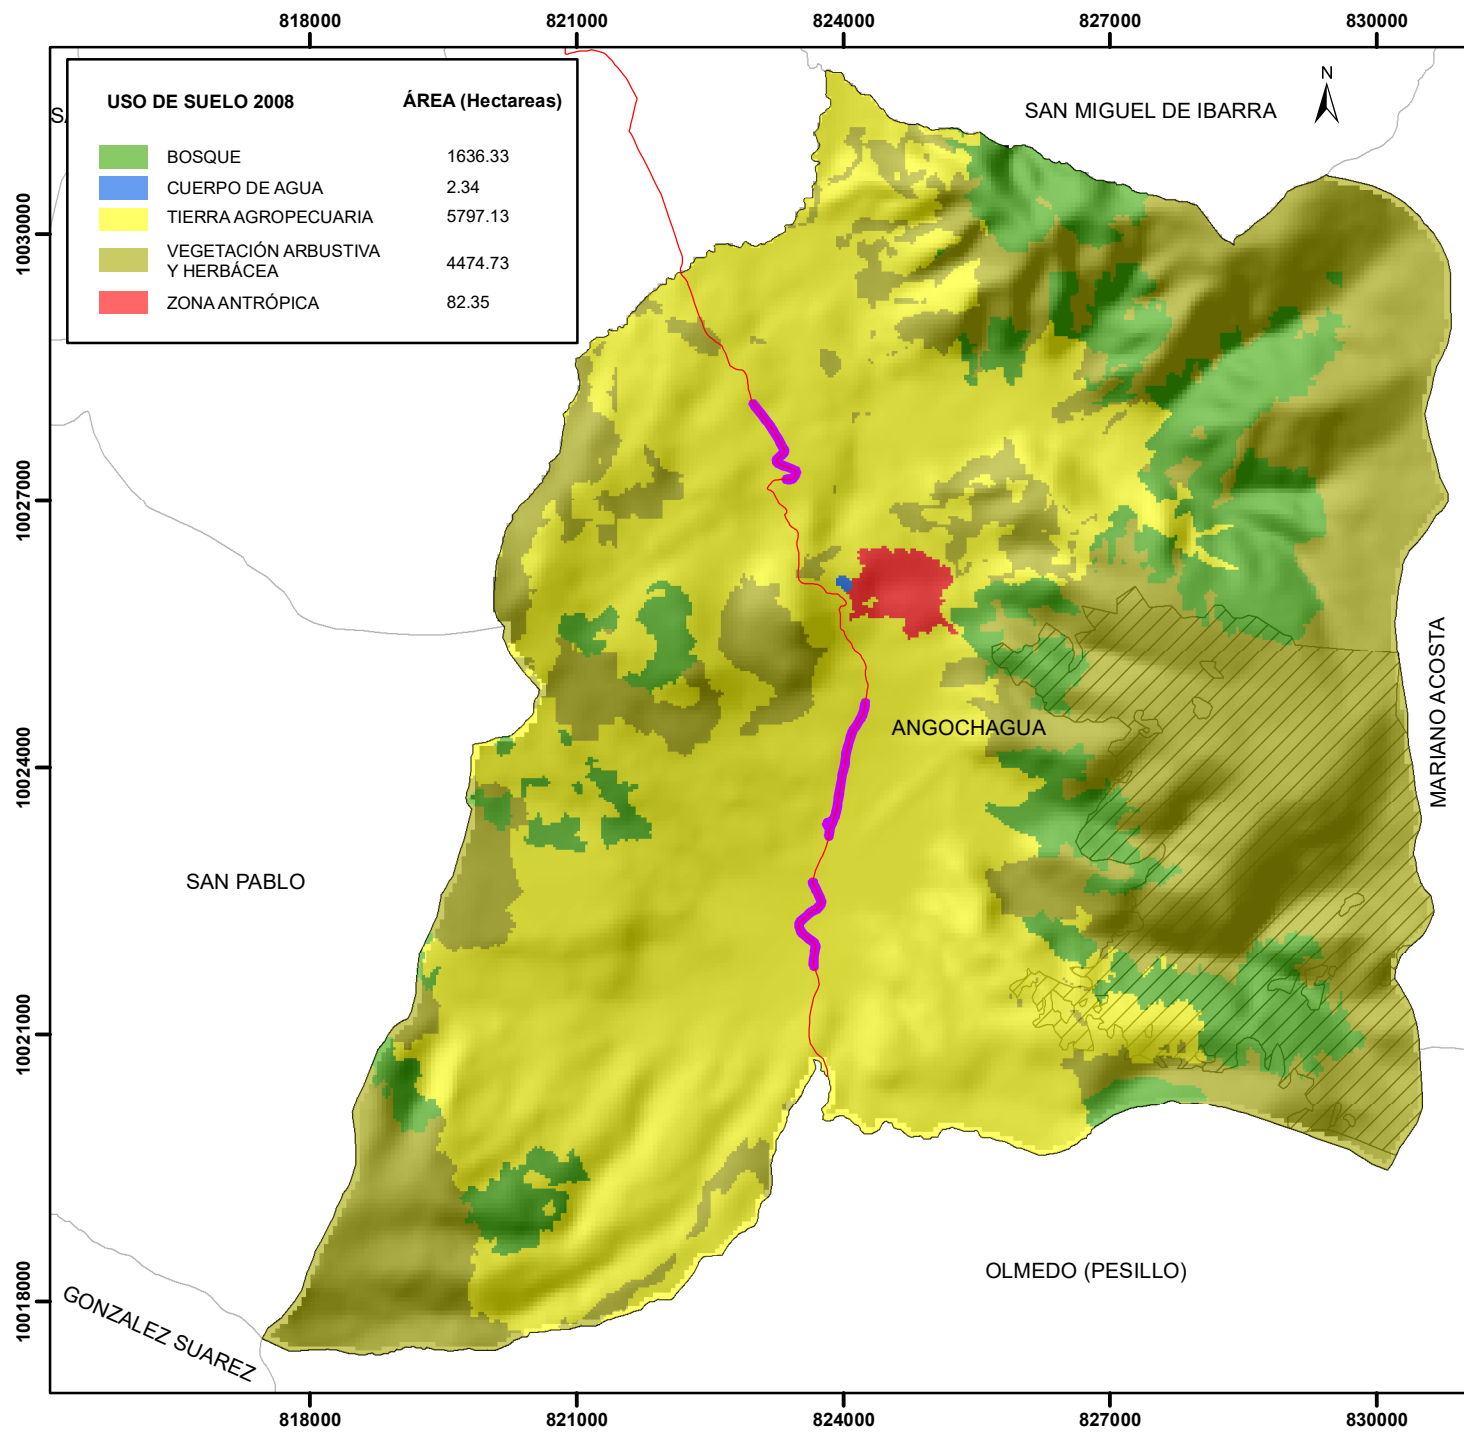 818000 821000 824000 827000 830000
USO DE SUELO 2008 ÁREA (Hectareas)
BOSQUE 1636.33
CUERPO DE AGUA 2.34
TIERRA AGROPECUARIA 5797.13
VEGETACIÓN ARBUSTIVA
Y HERBÁCEA 4474.73
ZONA ANTRÓPICA 82.35
N
SAN MIGUEL DE IBARRA
10030000
10027000
10024000
10021000
10018000
MARIANO ACOSTA
ANGOCHAGUA
SAN PABLO
OLMEDO (PESILLO)
GONZALEZ SUAREZ
818000 821000 824000 827000 830000